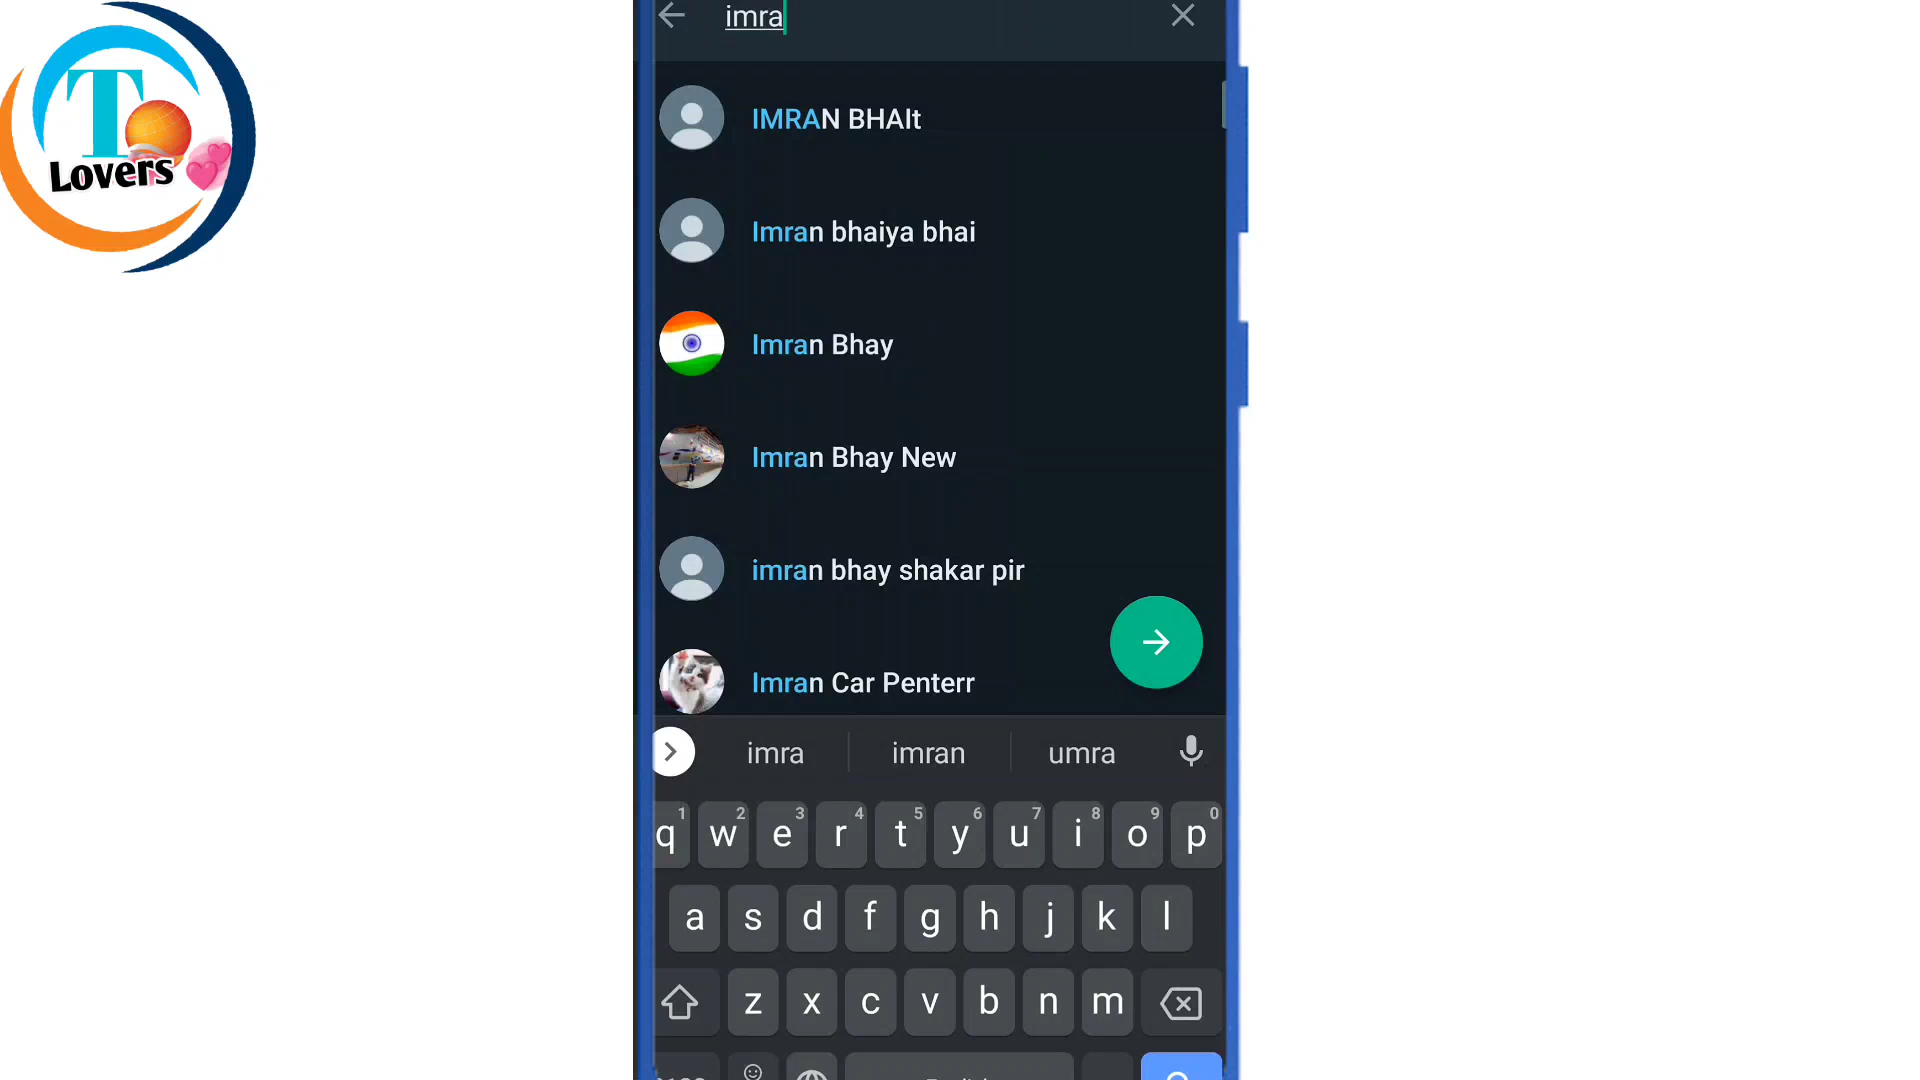 imra
T
Lovers
IMRAN BHAIt
Imran bhaiya bhai
Imran Bhay
Imran Bhay New
imran bhay shakar pir
Imran Car Penterr
imra imran umra
1 2 3 4 5 6 7 8 9 0
q w e r t y u i o p
a s d f g h j k l
z x c v b n m